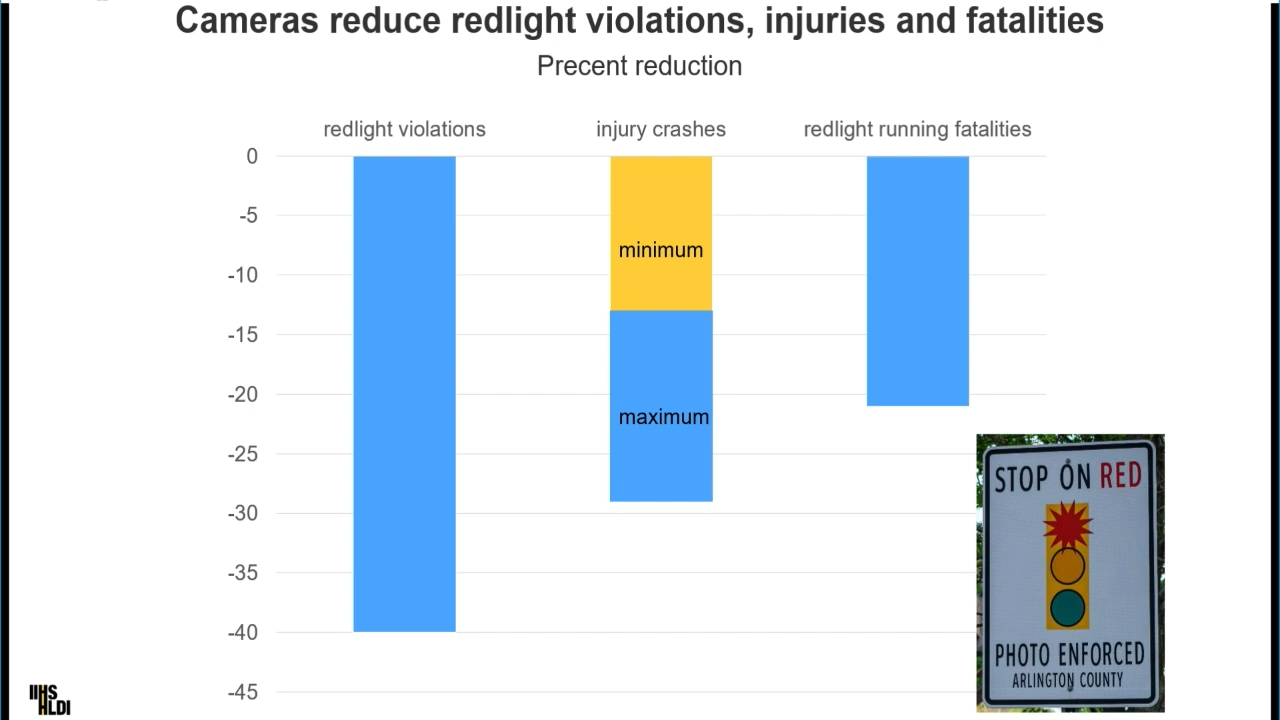 Cameras reduce redlight violations, injuries and fatalities
Precent reduction
redlight violations injury crashes redlight running fatalities
0
-5
minimum
-10
-15
-20
maximum
-25
-30
-35
-40
-45
STOP ON RED
PHOTO ENFORCED
ARLINGTON COUNTY
IIHS
HLDI